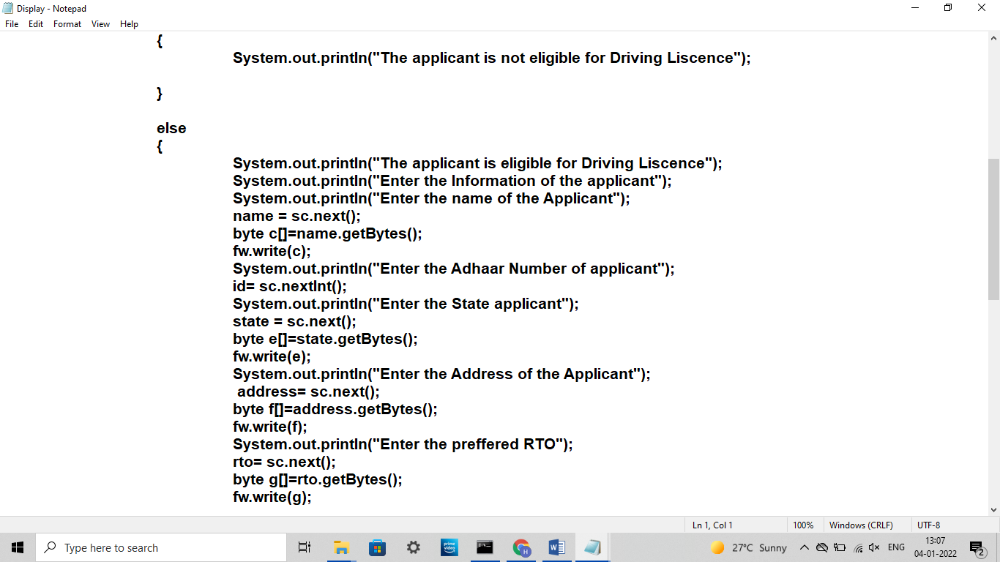 Display - Notepad
File Edit Format View Help
{
System.out.println("The applicant is not eligible for Driving Liscence");
}
else
{
System.out.println("The applicant is eligible for Driving Liscence");
System.out.println("Enter the Information of the applicant");
System.out.println("Enter the name of the Applicant");
name = sc.next();
byte c[]=name.getBytes();
fw.write(c);
System.out.println("Enter the Adhaar Number of applicant");
id= sc.nextInt();
System.out.println("Enter the State applicant");
state = sc.next();
byte e[]=state.getBytes();
fw.write(e);
System.out.println("Enter the Address of the Applicant");
address= sc.next();
byte f[]=address.getBytes();
fw.write(f);
System.out.println("Enter the preffered RTO");
rto= sc.next();
byte g[]=rto.getBytes();
fw.write(g);
Ln 1, Col 1 100% Windows (CRLF) UTF-8
Type here to search prime video C:\ H W 27°C Sunny ENG 13:07 2
04-01-2022